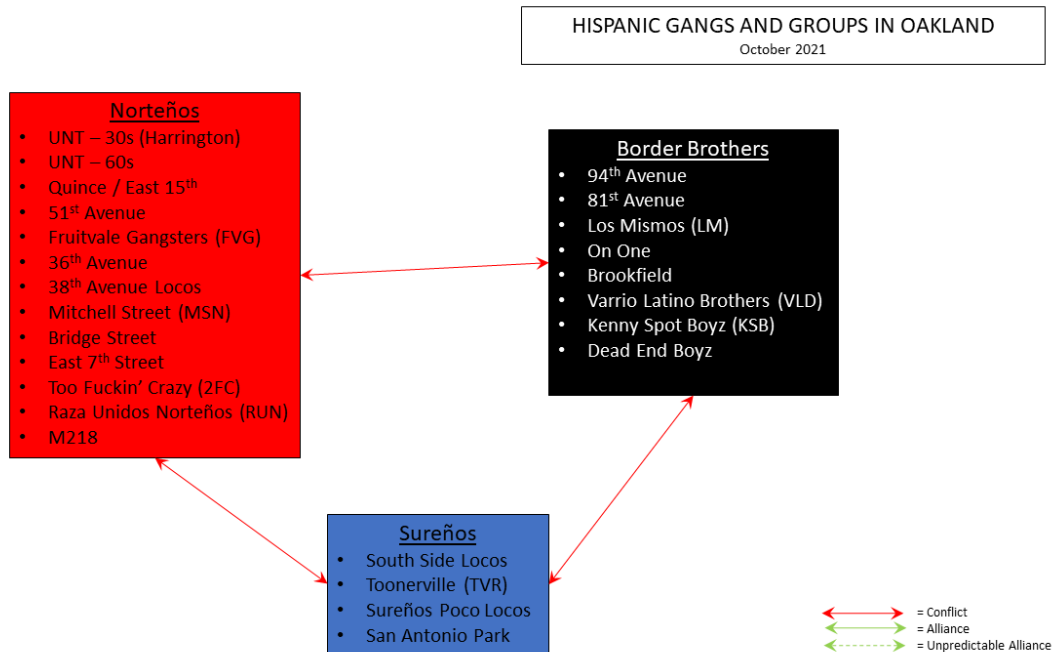 HISPANIC GANGS AND GROUPS IN OAKLAND
October 2021
Norteños
• UNT – 30s (Harrington)
• UNT – 60s
• Quince / East 15th
• 51st Avenue
• Fruitvale Gangsters (FVG)
• 36th Avenue
• 38th Avenue Locos
• Mitchell Street (MSN)
• Bridge Street
• East 7th Street
• Too Fuckin’ Crazy (2FC)
• Raza Unidos Norteños (RUN)
• M218
Border Brothers
• 94th Avenue
• 81st Avenue
• Los Mismos (LM)
• On One
• Brookfield
• Varrio Latino Brothers (VLD)
• Kenny Spot Boyz (KSB)
• Dead End Boyz
Sureños
• South Side Locos
• Toonerville (TVR)
• Sureños Poco Locos
• San Antonio Park
= Conflict
= Alliance
= Unpredictable Alliance